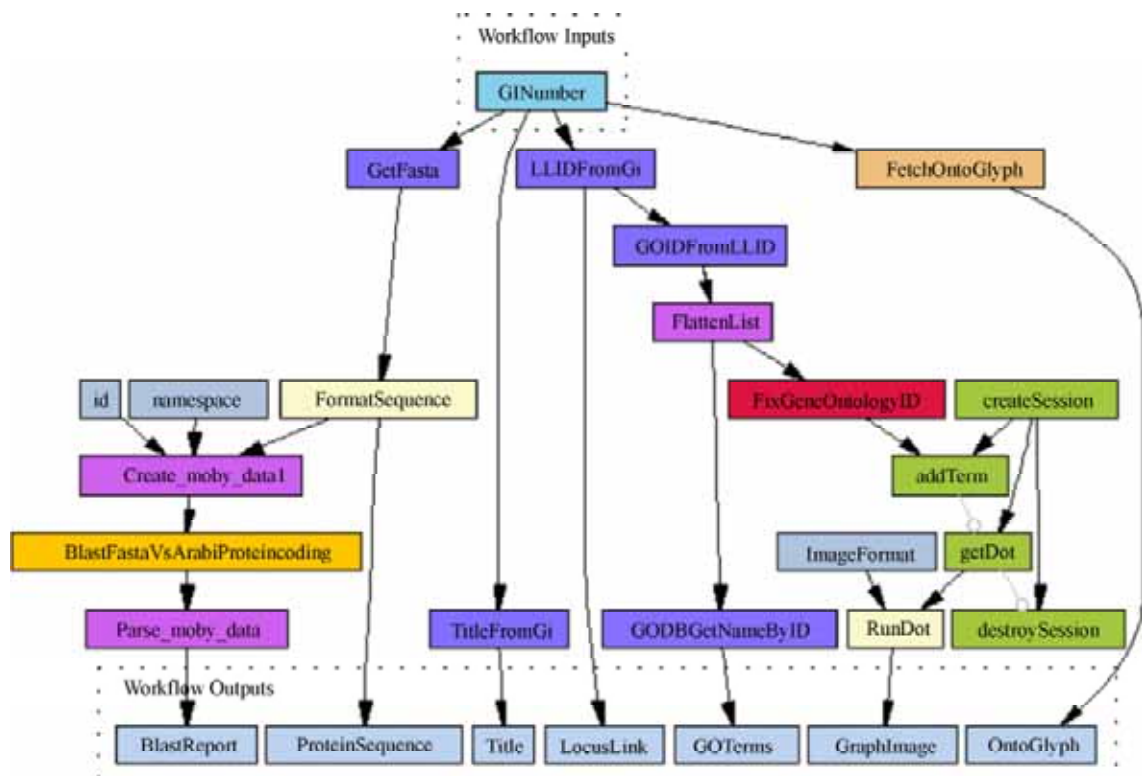 Workflow Inputs
GINumber
GetFasta
LLIDFromGi
FetchOntoGlyph
GOIDFromLLID
FlattenList
id
namespace
FormatSequence
FixGeneOntologyID
createSession
Create_moby_data1
addTerm
BlastFastaVsArabiProteincoding
ImageFormat
getDot
Parse_moby_data
TitleFromGi
GODBGetNameByID
RunDot
destroySession
Workflow Outputs
BlastReport
ProteinSequence
Title
LocusLink
GOTerms
GraphImage
OntoGlyph